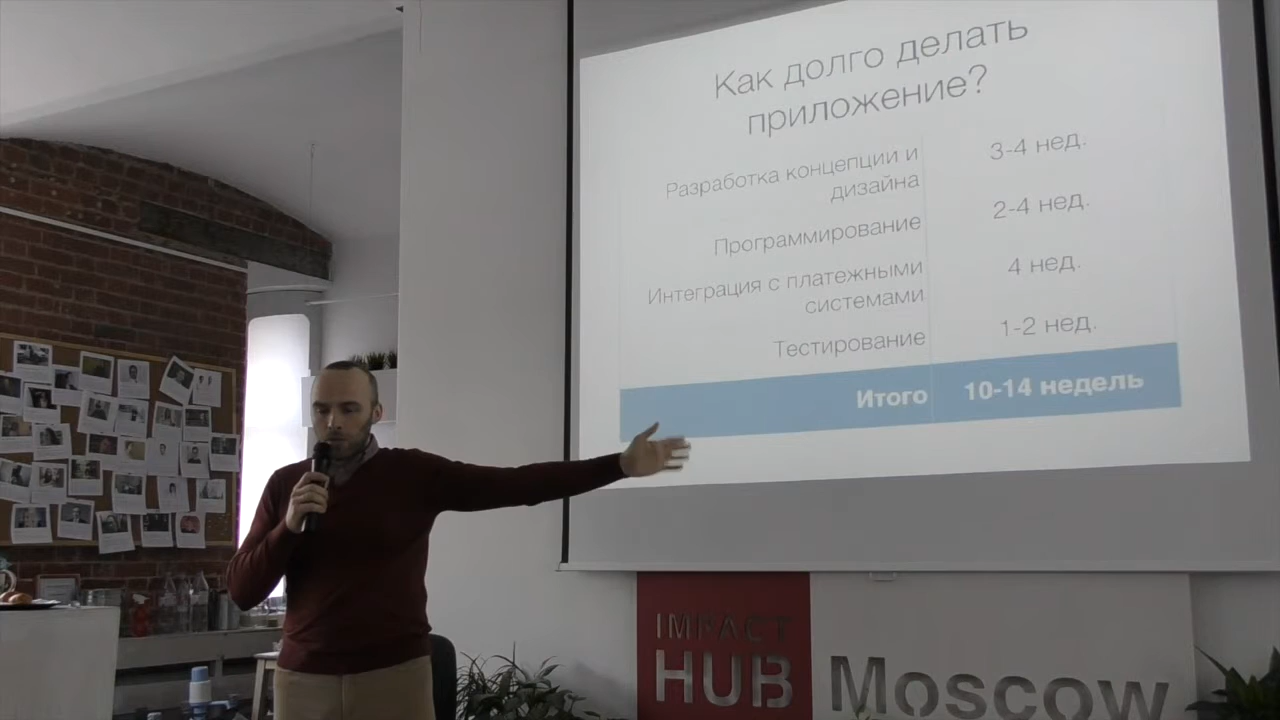 Как долго делать
приложение?
Разработка концепции и
дизайна
3-4 нед.
Программирование
2-4 нед.
Интеграция с платежными
системами
4 нед.
Тестирование
1-2 нед.
Итого
10-14 недель
IMPACT
HUB
Moscow